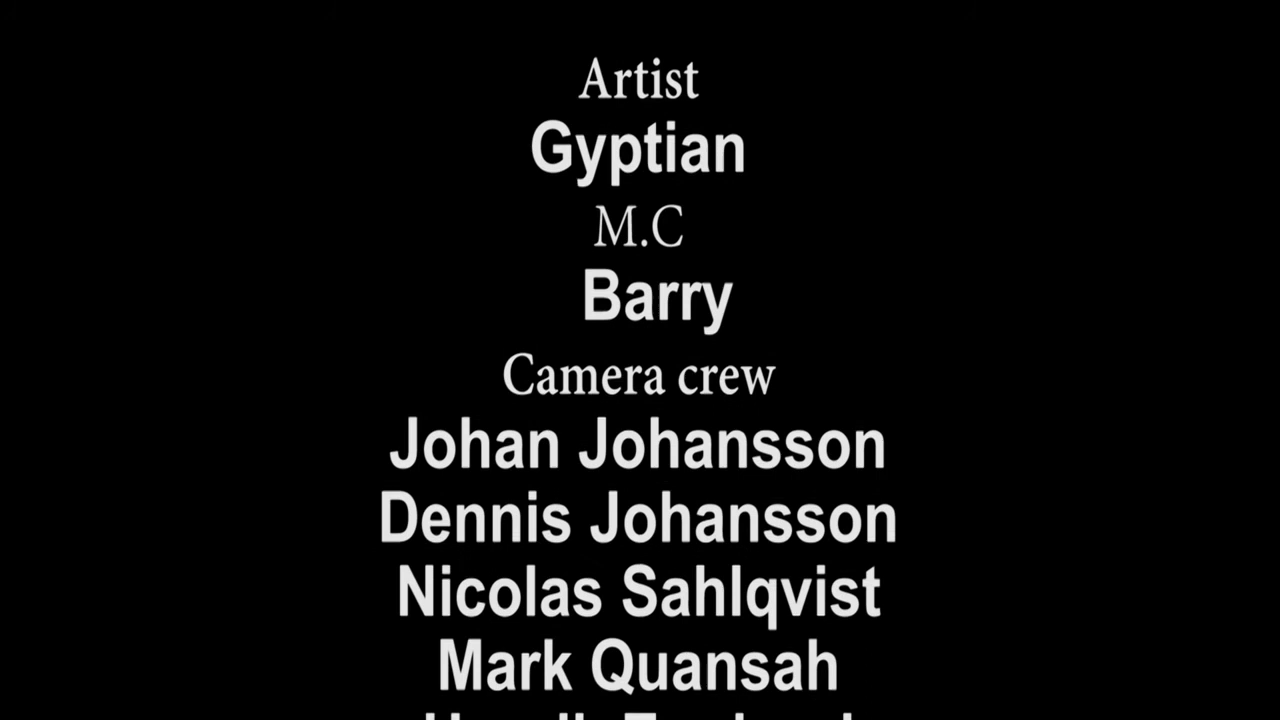 Artist
Gyptian
M.C
Barry
Camera crew
Johan Johansson
Dennis Johansson
Nicolas Sahlqvist
Mark Quansah